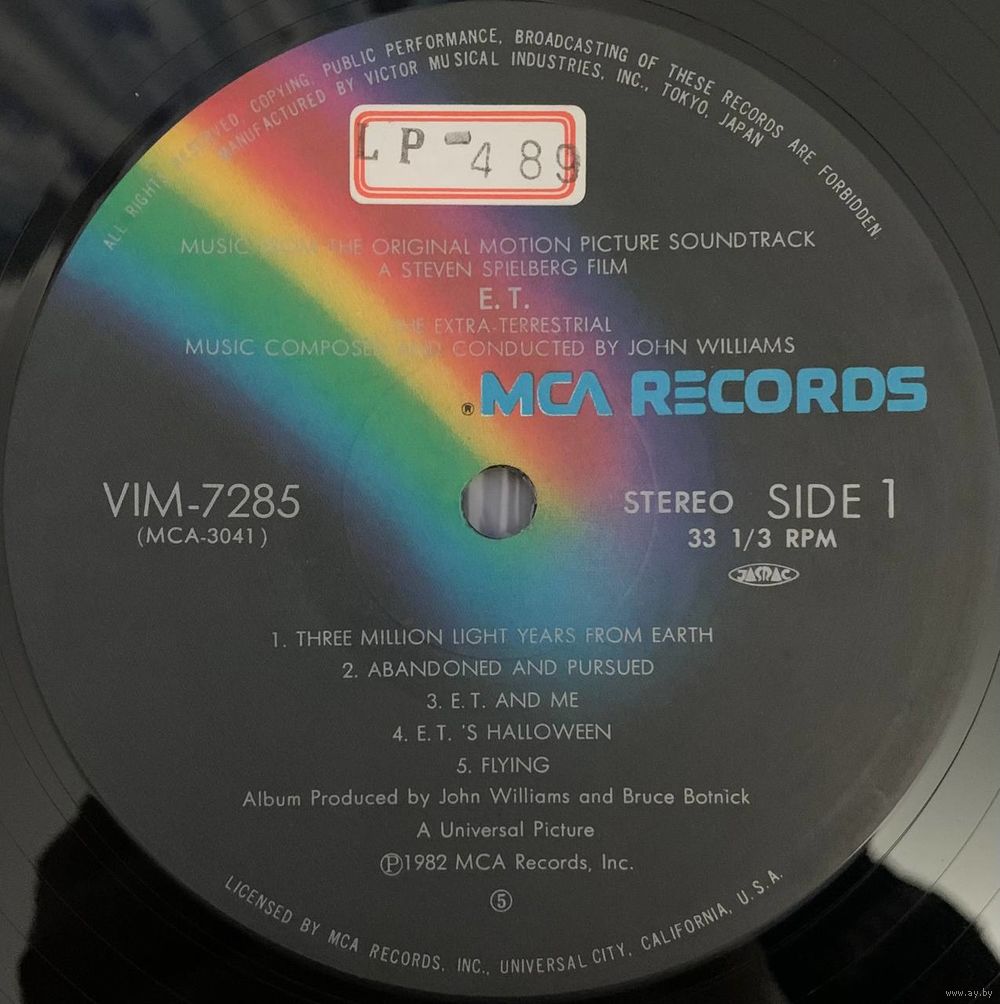 ALL RIGHTS RESERVED, COPYING, PUBLIC PERFORMANCE, BROADCASTING OF THESE RECORDS ARE FORBIDDEN.
MANUFACTURED BY VICTOR MUSICAL INDUSTRIES, INC., TOKYO, JAPAN
LP-489
MUSIC FROM THE ORIGINAL MOTION PICTURE SOUNDTRACK
A STEVEN SPIELBERG FILM
E. T.
THE EXTRA-TERRESTRIAL
MUSIC COMPOSED AND CONDUCTED BY JOHN WILLIAMS
® MCA RECORDS
VIM-7285
(MCA-3041)
STEREO SIDE 1
33 1/3 RPM
JASRAC
1. THREE MILLION LIGHT YEARS FROM EARTH
2. ABANDONED AND PURSUED
3. E. T. AND ME
4. E. T. 'S HALLOWEEN
5. FLYING
Album Produced by John Williams and Bruce Botnick
A Universal Picture
℗1982 MCA Records, Inc.
⑤
LICENSED BY MCA RECORDS, INC., UNIVERSAL CITY, CALIFORNIA, U. S. A.
www.ay.by